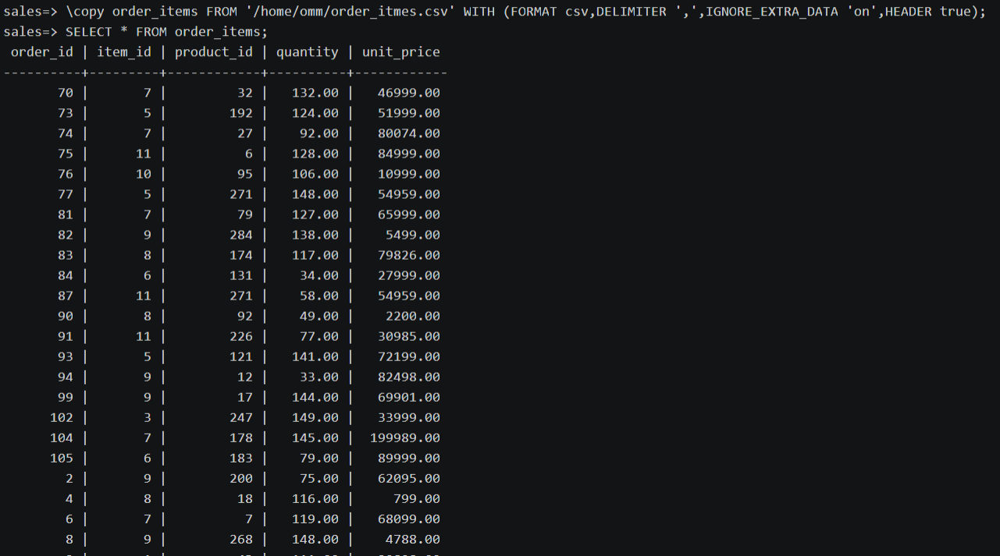 sales=> \copy order_items FROM '/home/omm/order_itmes.csv' WITH (FORMAT csv,DELIMITER ',',IGNORE_EXTRA_DATA 'on',HEADER true);
sales=> SELECT * FROM order_items;
 order_id | item_id | product_id | quantity | unit_price
----------+---------+------------+----------+------------
       70 |       7 |         32 |   132.00 |   46999.00
       73 |       5 |        192 |   124.00 |   51999.00
       74 |       7 |         27 |    92.00 |   80074.00
       75 |      11 |          6 |   128.00 |   84999.00
       76 |      10 |         95 |   106.00 |   10999.00
       77 |       5 |        271 |   148.00 |   54959.00
       81 |       7 |         79 |   127.00 |   65999.00
       82 |       9 |        284 |   138.00 |    5499.00
       83 |       8 |        174 |   117.00 |   79826.00
       84 |       6 |        131 |    34.00 |   27999.00
       87 |      11 |        271 |    58.00 |   54959.00
       90 |       8 |         92 |    49.00 |    2200.00
       91 |      11 |        226 |    77.00 |   30985.00
       93 |       5 |        121 |   141.00 |   72199.00
       94 |       9 |         12 |    33.00 |   82498.00
       99 |       9 |         17 |   144.00 |   69901.00
      102 |       3 |        247 |   149.00 |   33999.00
      104 |       7 |        178 |   145.00 |  199989.00
      105 |       6 |        183 |    79.00 |   89999.00
        2 |       9 |        200 |    75.00 |   62095.00
        4 |       8 |         18 |   116.00 |     799.00
        6 |       7 |          7 |   119.00 |   68099.00
        8 |       9 |        268 |   148.00 |    4788.00